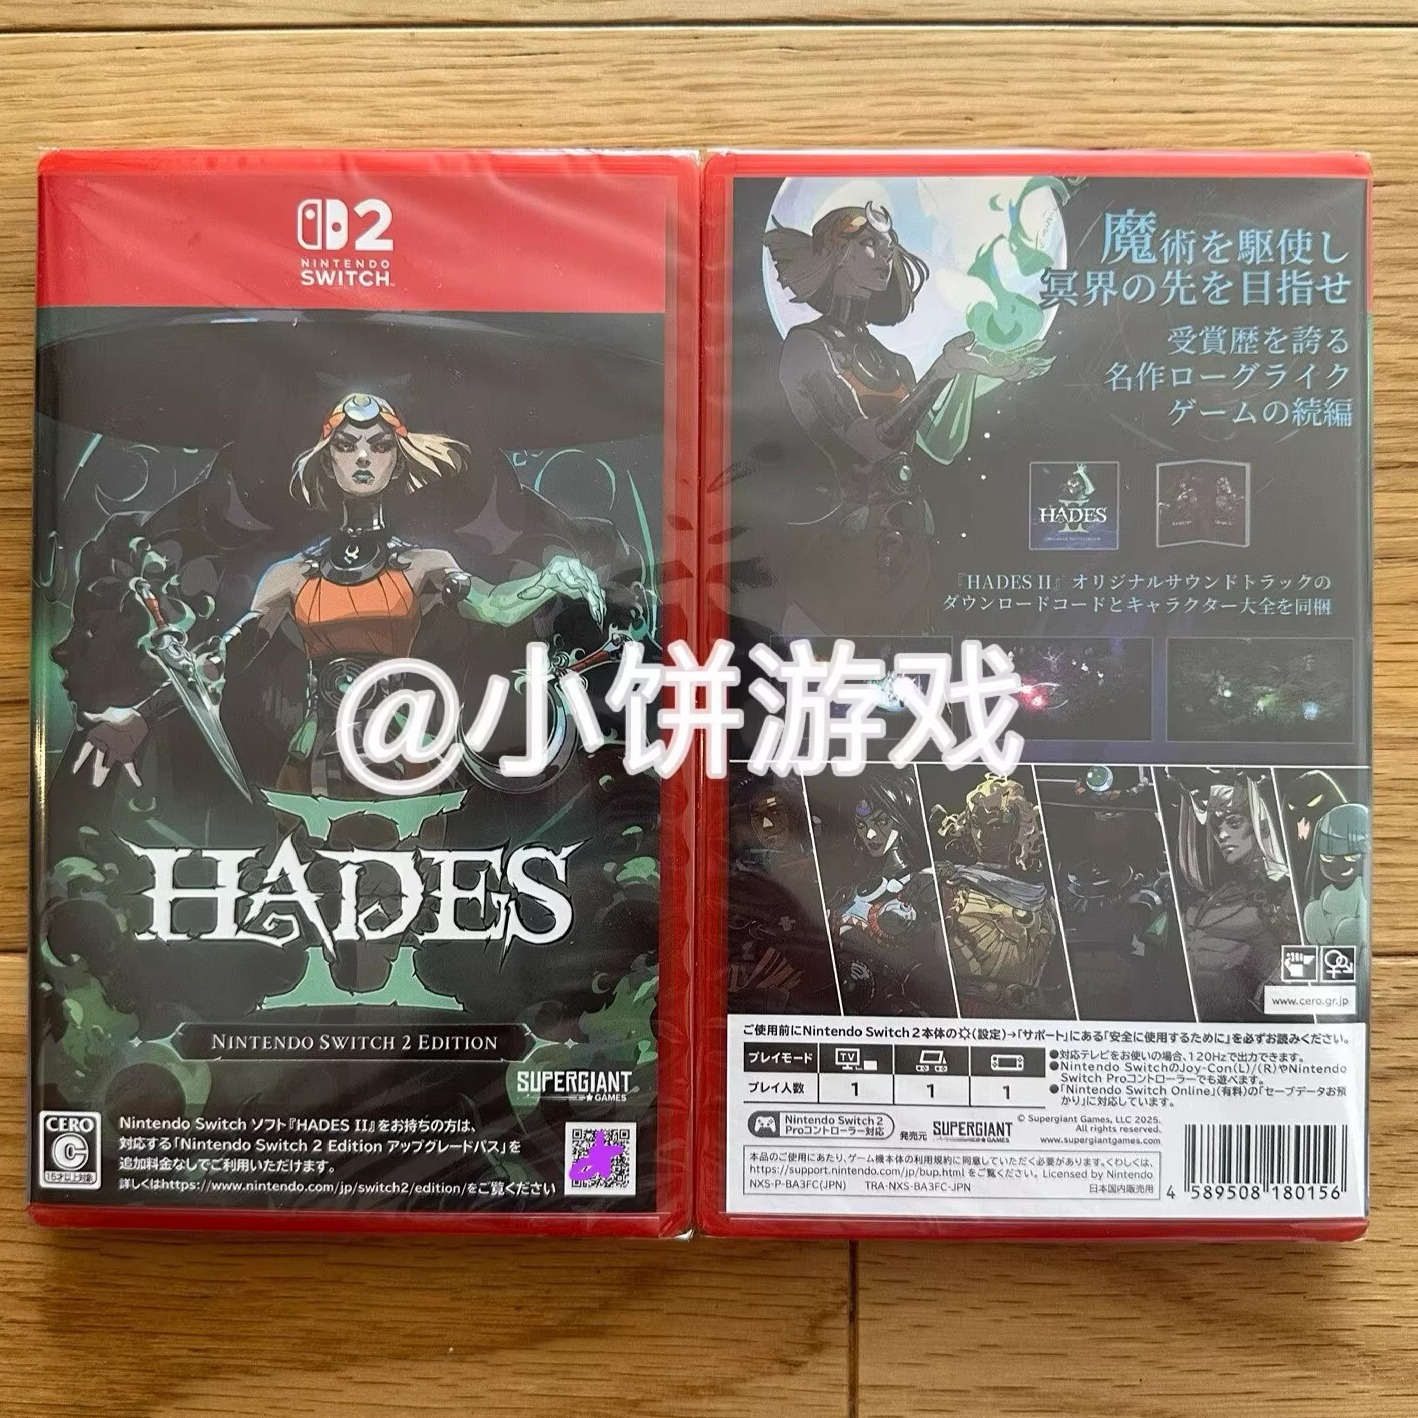 2
NINTENDO
SWITCH
HADES
II
NINTENDO SWITCH 2 EDITION
SUPERGIANT
GAMES
CERO
C
15才以上対象
Nintendo Switch ソフト『HADES II』をお持ちの方は、
対応する「Nintendo Switch 2 Edition アップグレードパス」を
追加料金なしでご利用いただけます。
詳しくはhttps://www.nintendo.com/jp/switch2/edition/をご覧ください
魔術を駆使し
冥界の先を目指せ
受賞歴を誇る
名作ローグライク
ゲームの続編
HADES
II
『HADES II』オリジナルサウンドトラックの
ダウンロードコードとキャラクター大全を同梱
@小饼游戏
www.cero.gr.jp
ご使用前にNintendo Switch 2本体の(設定)→「サポート」にある「安全に使用するために」を必ずお読みください。
プレイモード TV
プレイ人数 1 1 1
●対応テレビをお使いの場合、120Hzで出力できます。
●Nintendo SwitchのJoy-Con(L)/(R)やNintendo
Switch Proコントローラーでも遊べます。
●「Nintendo Switch Online」(有料)の「セーブデータお預
かり」に対応しています。
Nintendo Switch 2
Proコントローラー対応
発売元 SUPERGIANT
GAMES
© Supergiant Games, LLC 2025.
All rights reserved.
www.supergiantgames.com
本品のご使用にあたり、ゲーム機本体の利用規約に同意していただく必要があります。くわしくは、
https://support.nintendo.com/jp/bup.html をご覧ください。 Licensed by Nintendo
NXS-P-BA3FC(JPN) TRA-NXS-BA3FC-JPN 日本国内販売用
4 589508 180156